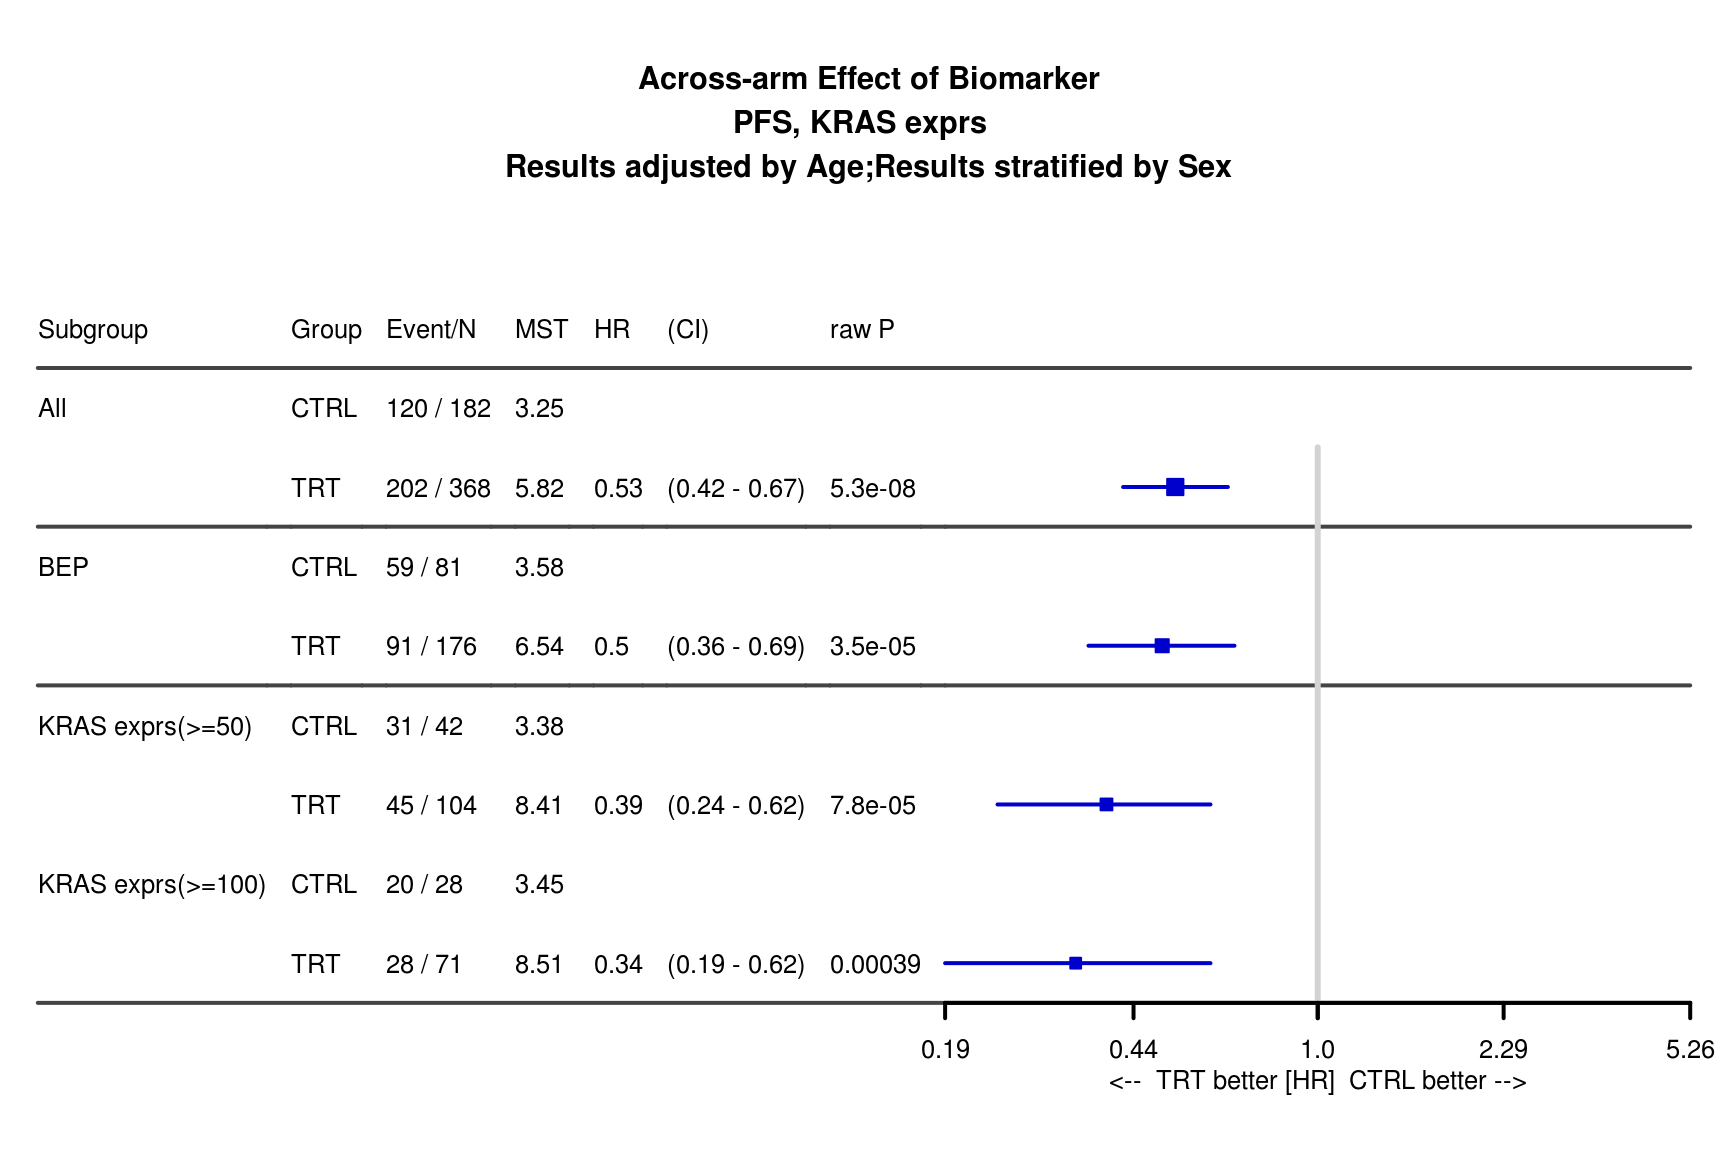 Across-arm Effect of Biomarker
PFS, KRAS exprs
Results adjusted by Age;Results stratified by Sex
Subgroup Group Event/N MST HR (CI) raw P
All CTRL 120 / 182 3.25
TRT 202 / 368 5.82 0.53 (0.42 - 0.67) 5.3e-08
BEP CTRL 59 / 81 3.58
TRT 91 / 176 6.54 0.5 (0.36 - 0.69) 3.5e-05
KRAS exprs(>=50) CTRL 31 / 42 3.38
TRT 45 / 104 8.41 0.39 (0.24 - 0.62) 7.8e-05
KRAS exprs(>=100) CTRL 20 / 28 3.45
TRT 28 / 71 8.51 0.34 (0.19 - 0.62) 0.00039
0.19 0.44 1.0 2.29 5.26
<-- TRT better [HR] CTRL better -->